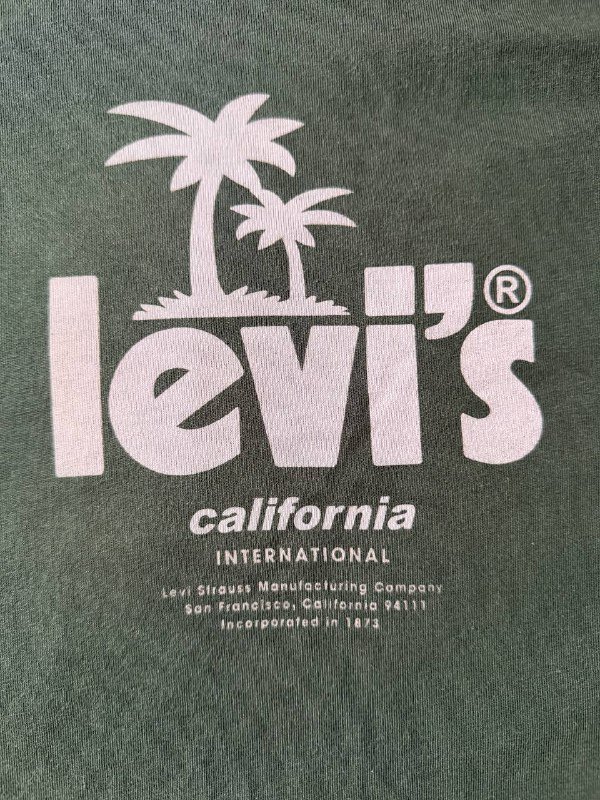 levi's®
california
INTERNATIONAL
Levi Strauss Manufacturing Company
San Francisco, California 94111
Incorporated in 1873